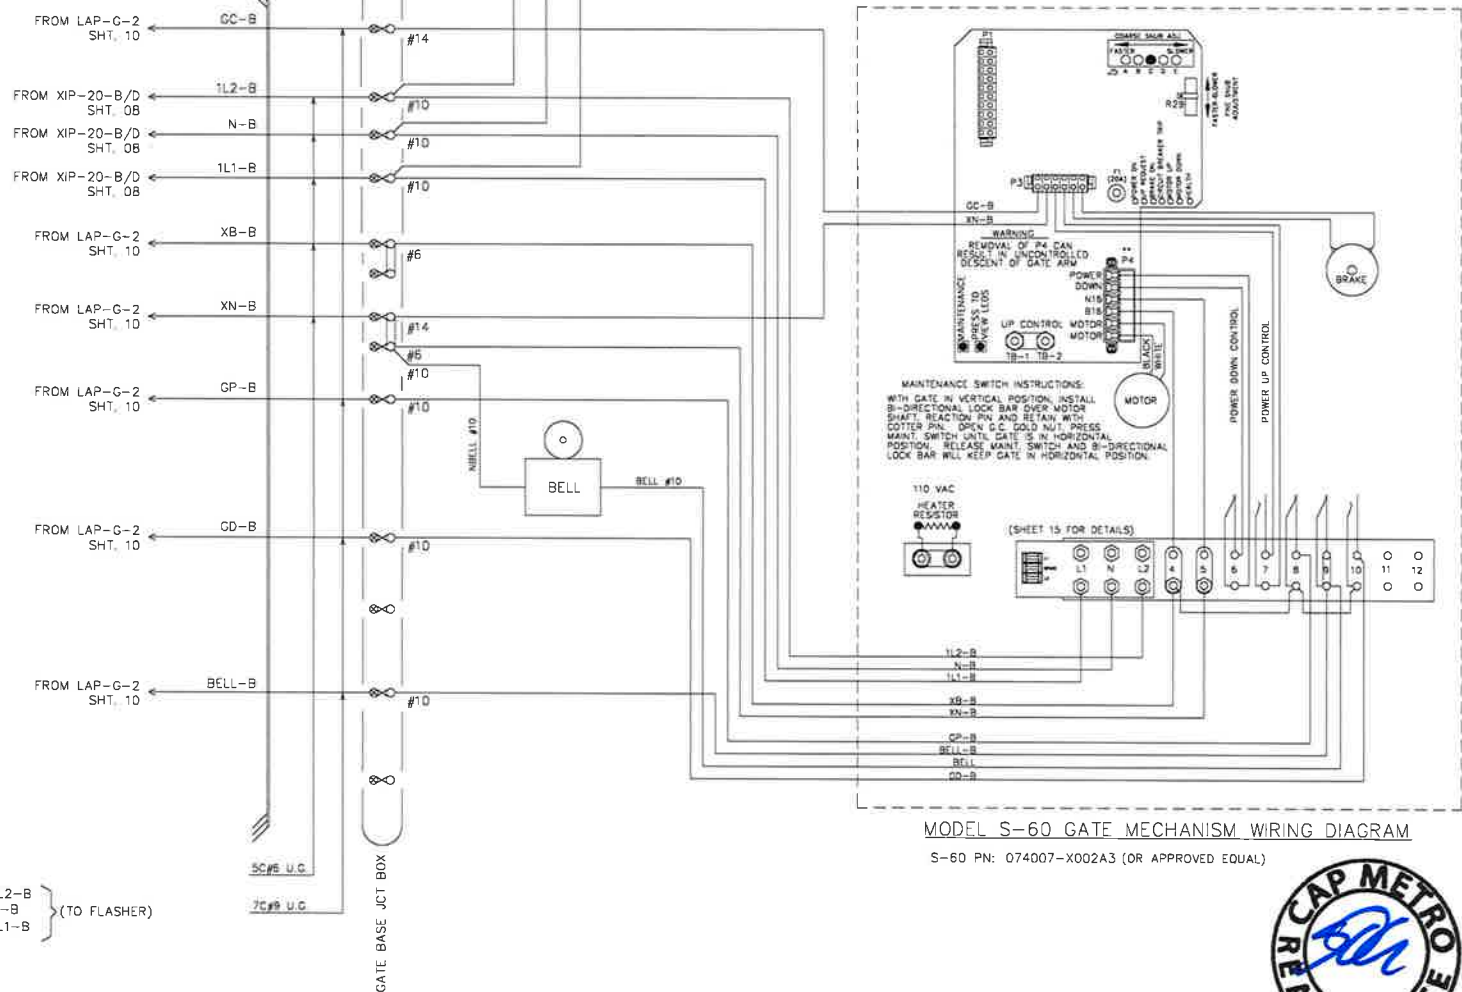 FROM LAP-G-2
SHT. 10
GC-B
#14
FROM XIP-20-B/D
SHT. 08
1L2-B
#10
FROM XIP-20-B/D
SHT. 08
N-B
#10
FROM XIP-20-B/D
SHT. 08
1L1-B
#10
FROM LAP-G-2
SHT. 10
XB-B
#6
FROM LAP-G-2
SHT. 10
XN-B
#14
#6
#10
FROM LAP-G-2
SHT. 10
GP-B
#10
NBELL #10
BELL
BELL #10
FROM LAP-G-2
SHT. 10
GD-B
#10
FROM LAP-G-2
SHT. 10
BELL-B
#10
5C#6 U.G.
7C#9 U.G.
GATE BASE JCT BOX
L2-B
-B
L1-B
(TO FLASHER)
P1
COARSE SNUB ADJ.
FASTER
SLOWER
A B C D E
R29
FASTER-SLOWER
FINE SNUB
ADJUSTMENT
P3
F1
(20A)
POWER ON
UP REQUEST
BRAKE ON
CIRCUIT BREAKER TRIP
MOTOR UP
MOTOR DOWN
HEALTH
GC-B
XN-B
WARNING
REMOVAL OF P4 CAN
RESULT IN UNCONTROLLED
DESCENT OF GATE ARM
**
P4
POWER
DOWN
N16
B16
MOTOR
MOTOR
MAINTENANCE
PRESS TO
VIEW LEDS
UP CONTROL
TB-1 TB-2
BLACK
WHITE
MOTOR
BRAKE
POWER DOWN CONTROL
POWER UP CONTROL
MAINTENANCE SWITCH INSTRUCTIONS:
WITH GATE IN VERTICAL POSITION, INSTALL
BI-DIRECTIONAL LOCK BAR OVER MOTOR
SHAFT, REACTION PIN AND RETAIN WITH
COTTER PIN. OPEN G.C. GOLD NUT. PRESS
MAINT. SWITCH UNTIL GATE IS IN HORIZONTAL
POSITION. RELEASE MAINT. SWITCH AND BI-DIRECTIONAL
LOCK BAR WILL KEEP GATE IN HORIZONTAL POSITION.
110 VAC
HEATER
RESISTOR
(SHEET 15 FOR DETAILS)
L1 N L2 4 5 6 7 8 9 10 11 12
1L2-B
N-B
1L1-B
XB-B
XN-B
GP-B
BELL-B
BELL
GD-B
MODEL S-60 GATE MECHANISM WIRING DIAGRAM
S-60 PN: 074007-X002A3 (OR APPROVED EQUAL)
CAP METRO